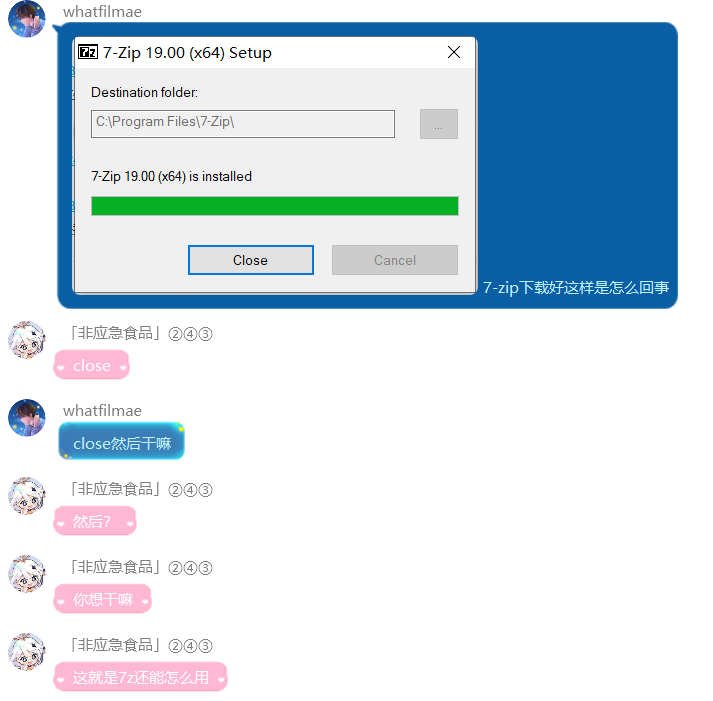 whatfilmae
7-Zip 19.00 (x64) Setup
Destination folder:
C:\Program Files\7-Zip\
...
7-Zip 19.00 (x64) is installed
Close
Cancel
7-zip下载好这样是怎么回事
「非应急食品」②④③
close
whatfilmae
close然后干嘛
「非应急食品」②④③
然后？
「非应急食品」②④③
你想干嘛
「非应急食品」②④③
这就是7z还能怎么用